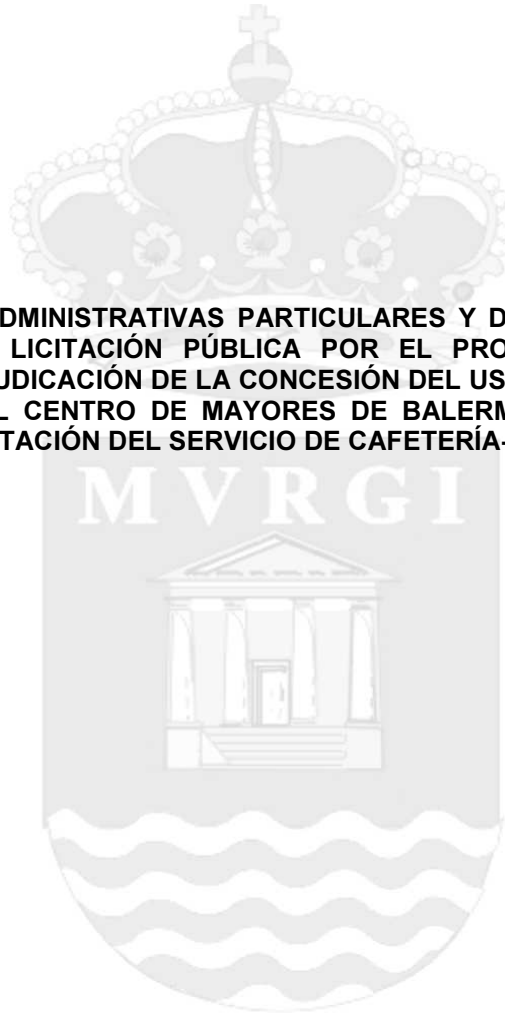 DMINISTRATIVAS PARTICULARES Y D
LICITACIÓN PÚBLICA POR EL PRO
UDICACIÓN DE LA CONCESIÓN DEL US
L CENTRO DE MAYORES DE BALERM
TACIÓN DEL SERVICIO DE CAFETERÍA-
MVRGI